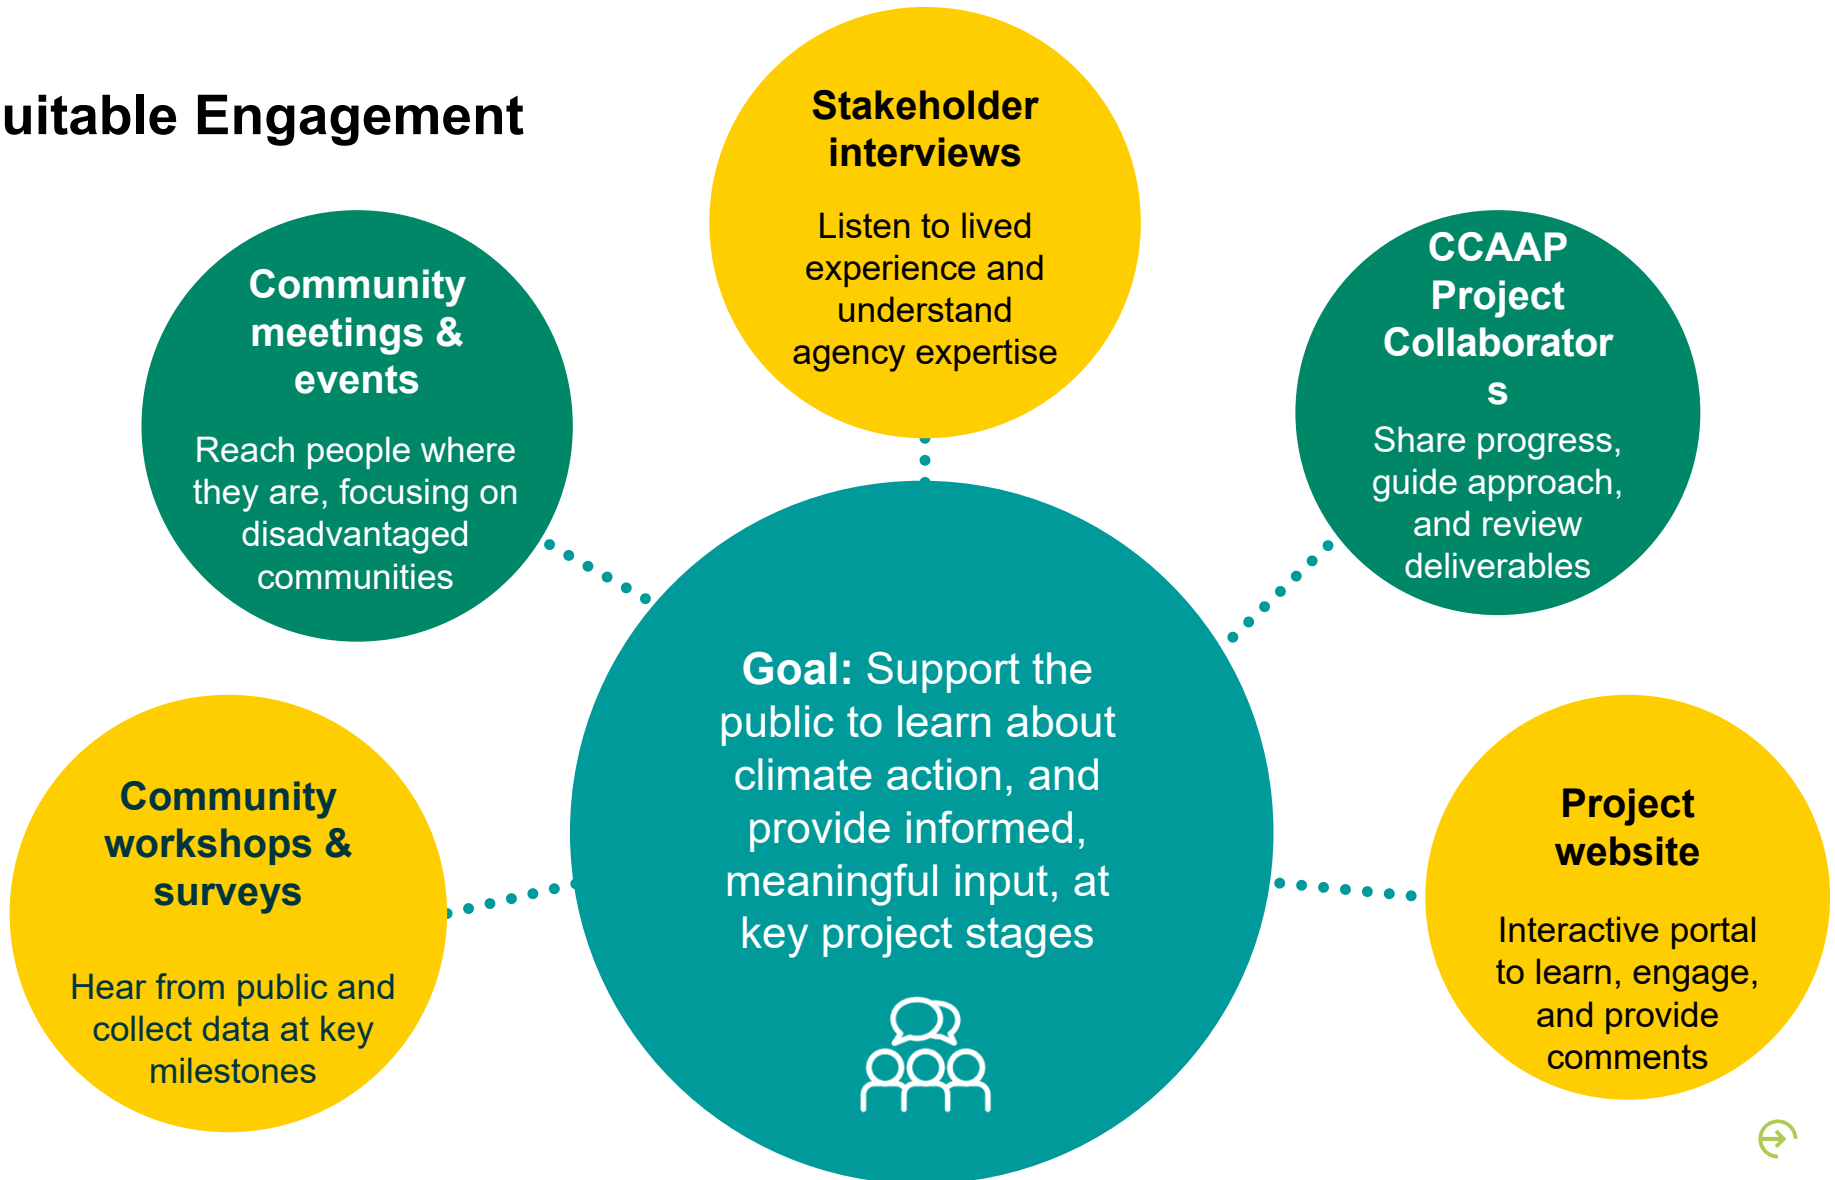 uitable Engagement
Stakeholder
interviews
Listen to lived
experience and
understand
agency expertise
Community
meetings &
events
Reach people where
they are, focusing on
disadvantaged
communities
CCAAP
Project
Collaborator
s
Share progress,
guide approach,
and review
deliverables
Goal: Support the
public to learn about
climate action, and
provide informed,
meaningful input, at
key project stages
Community
workshops &
surveys
Hear from public and
collect data at key
milestones
Project
website
Interactive portal
to learn, engage,
and provide
comments